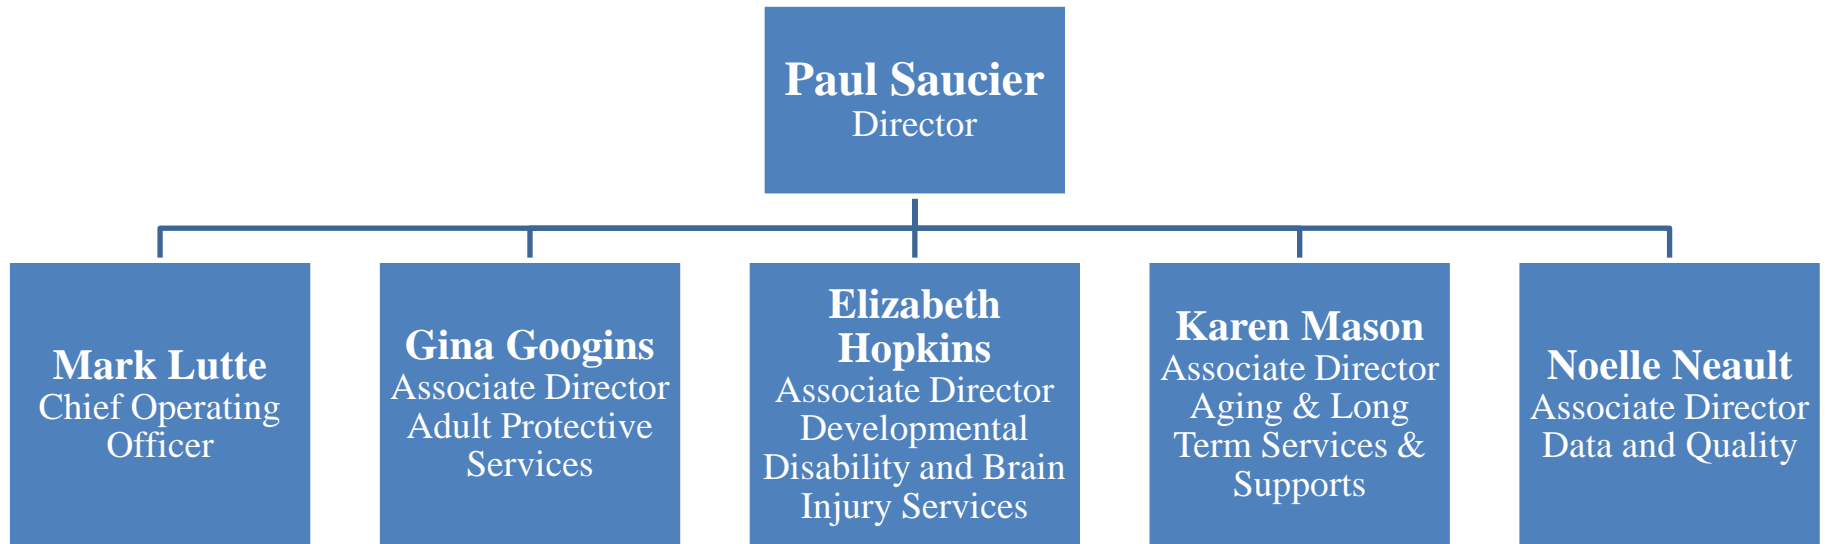 Paul Saucier
Director
Mark Lutte
Chief Operating
Officer
Gina Googins
Associate Director
Adult Protective
Services
Elizabeth
Hopkins
Associate Director
Developmental
Disability and Brain
Injury Services
Karen Mason
Associate Director
Aging & Long
Term Services &
Supports
Noelle Neault
Associate Director
Data and Quality